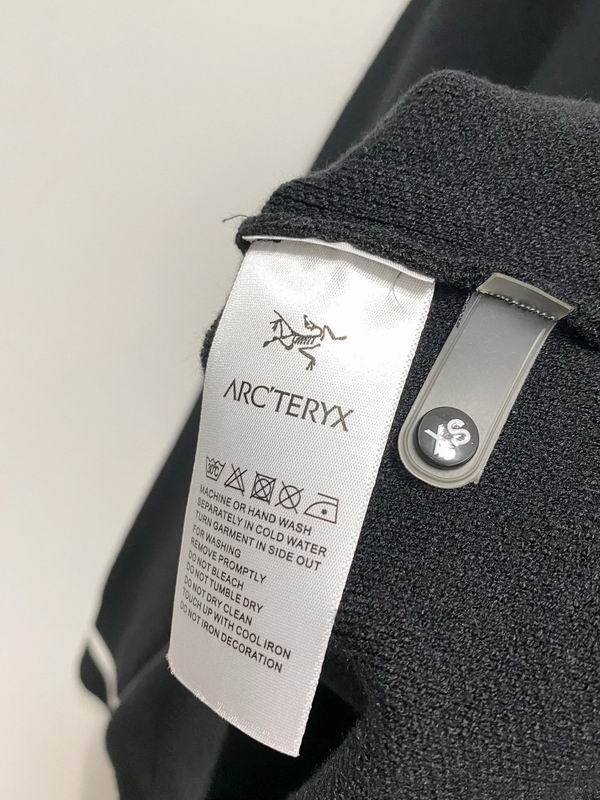 ARC'TERYX
30℃
MACHINE OR HAND WASH
SEPARATELY IN COLD WATER
TURN GARMENT IN SIDE OUT
FOR WASHING
REMOVE PROMPTLY
DO NOT BLEACH
DO NOT TUMBLE DRY
DO NOT DRY CLEAN
TOUCH UP WITH COOL IRON
DO NOT IRON DECORATION